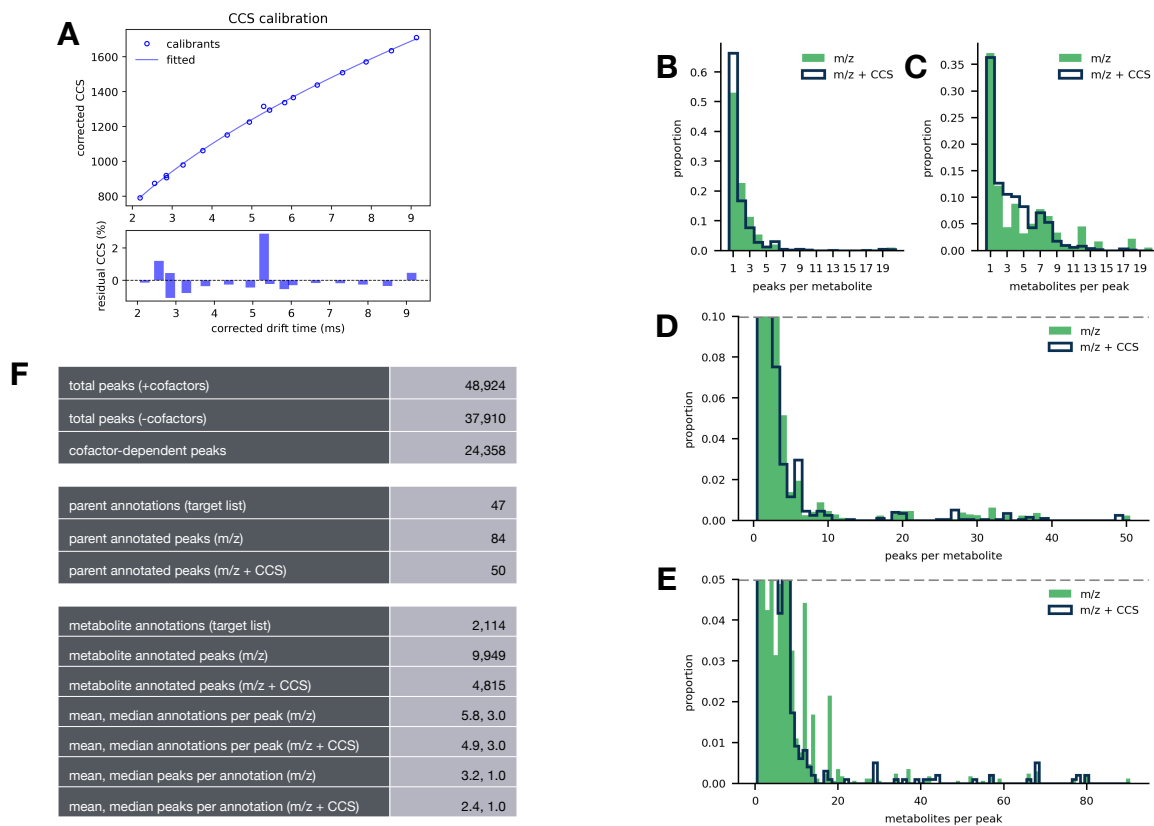 A
CCS calibration
calibrants
fitted
corrected CCS
1600
1400
1200
1000
800
2 3 4 5 6 7 8 9
residual CCS (%)
2
0
2 3 4 5 6 7 8 9
corrected drift time (ms)
B
m/z
m/z + CCS
proportion
0.6
0.5
0.4
0.3
0.2
0.1
0.0
1 3 5 7 9 11 13 15 17 19
peaks per metabolite
C
m/z
m/z + CCS
proportion
0.35
0.30
0.25
0.20
0.15
0.10
0.05
0.00
1 3 5 7 9 11 13 15 17 19
metabolites per peak
D
m/z
m/z + CCS
proportion
0.10
0.08
0.06
0.04
0.02
0.00
0 10 20 30 40 50
peaks per metabolite
E
m/z
m/z + CCS
proportion
0.05
0.04
0.03
0.02
0.01
0.00
0 20 40 60 80
metabolites per peak
F
total peaks (+cofactors) 48,924
total peaks (-cofactors) 37,910
cofactor-dependent peaks 24,358
parent annotations (target list) 47
parent annotated peaks (m/z) 84
parent annotated peaks (m/z + CCS) 50
metabolite annotations (target list) 2,114
metabolite annotated peaks (m/z) 9,949
metabolite annotated peaks (m/z + CCS) 4,815
mean, median annotations per peak (m/z) 5.8, 3.0
mean, median annotations per peak (m/z + CCS) 4.9, 3.0
mean, median peaks per annotation (m/z) 3.2, 1.0
mean, median peaks per annotation (m/z + CCS) 2.4, 1.0